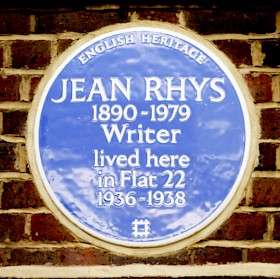 ENGLISH HERITAGE
JEAN RHYS
1890-1979
Writer
lived here
in Flat 22
1936-1938